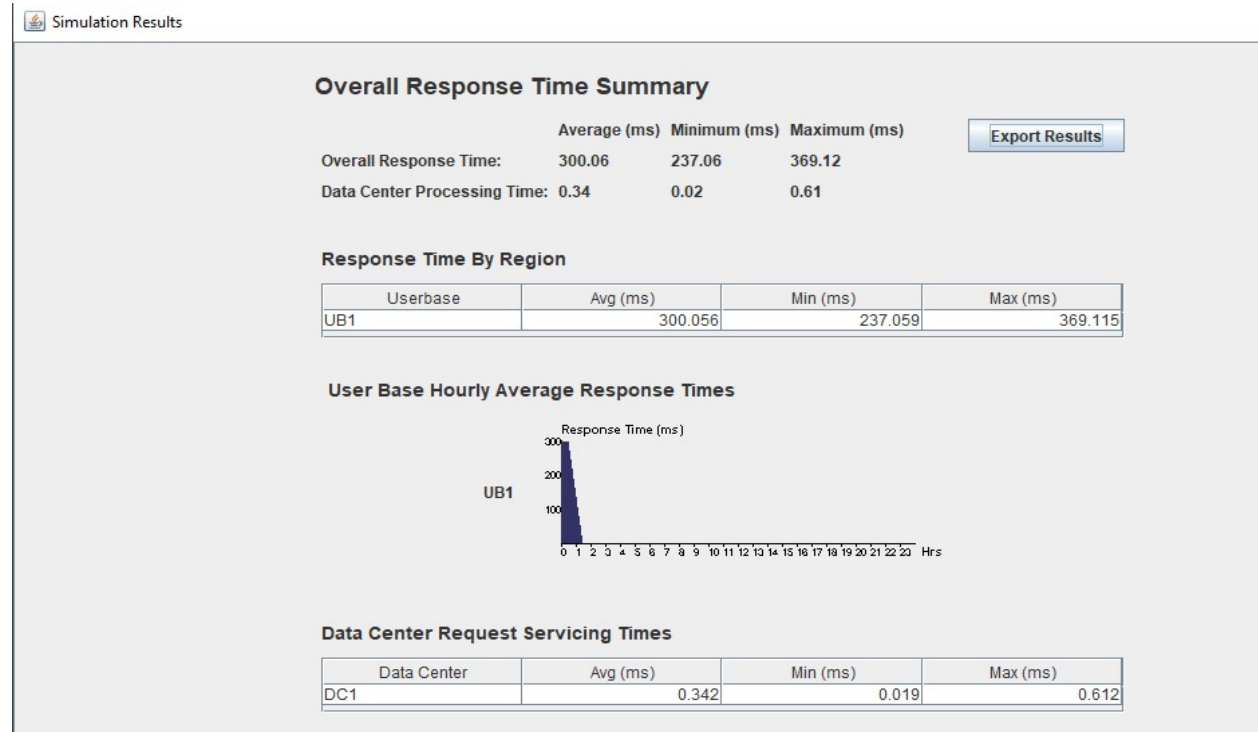 Simulation Results
Overall Response Time Summary
Average (ms) Minimum (ms) Maximum (ms)
Export Results
Overall Response Time: 300.06 237.06 369.12
Data Center Processing Time: 0.34 0.02 0.61
Response Time By Region
Userbase Avg (ms) Min (ms) Max (ms)
UB1 300.056 237.059 369.115
User Base Hourly Average Response Times
Response Time (ms)
300
200
UB1
100
0 1 2 3 4 5 6 7 8 9 10 11 12 13 14 15 16 17 18 19 20 21 22 23 Hrs
Data Center Request Servicing Times
Data Center Avg (ms) Min (ms) Max (ms)
DC1 0.342 0.019 0.612